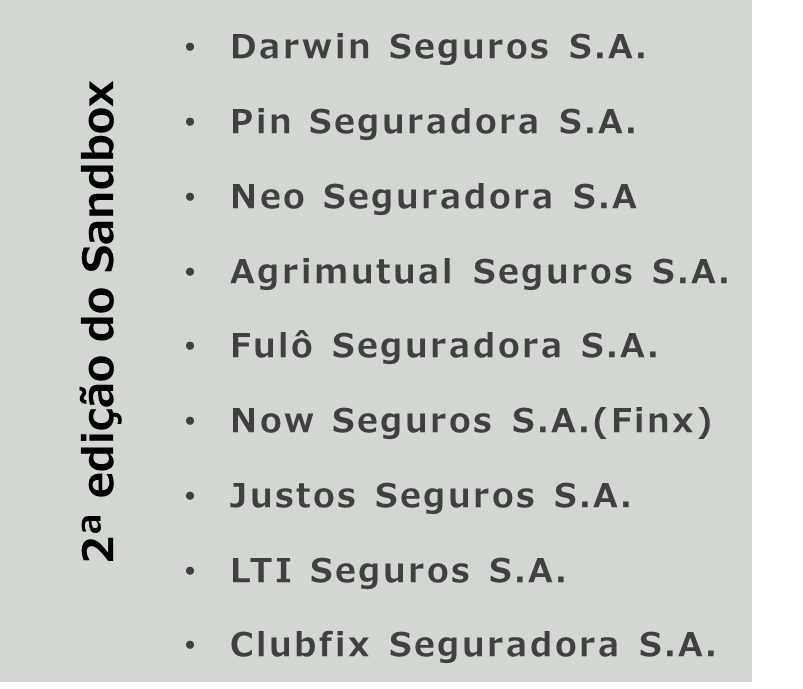 2ª edição do Sandbox
• Darwin Seguros S.A.
• Pin Seguradora S.A.
• Neo Seguradora S.A
• Agrimutual Seguros S.A.
• Fulô Seguradora S.A.
• Now Seguros S.A.(Finx)
• Justos Seguros S.A.
• LTI Seguros S.A.
• Clubfix Seguradora S.A.